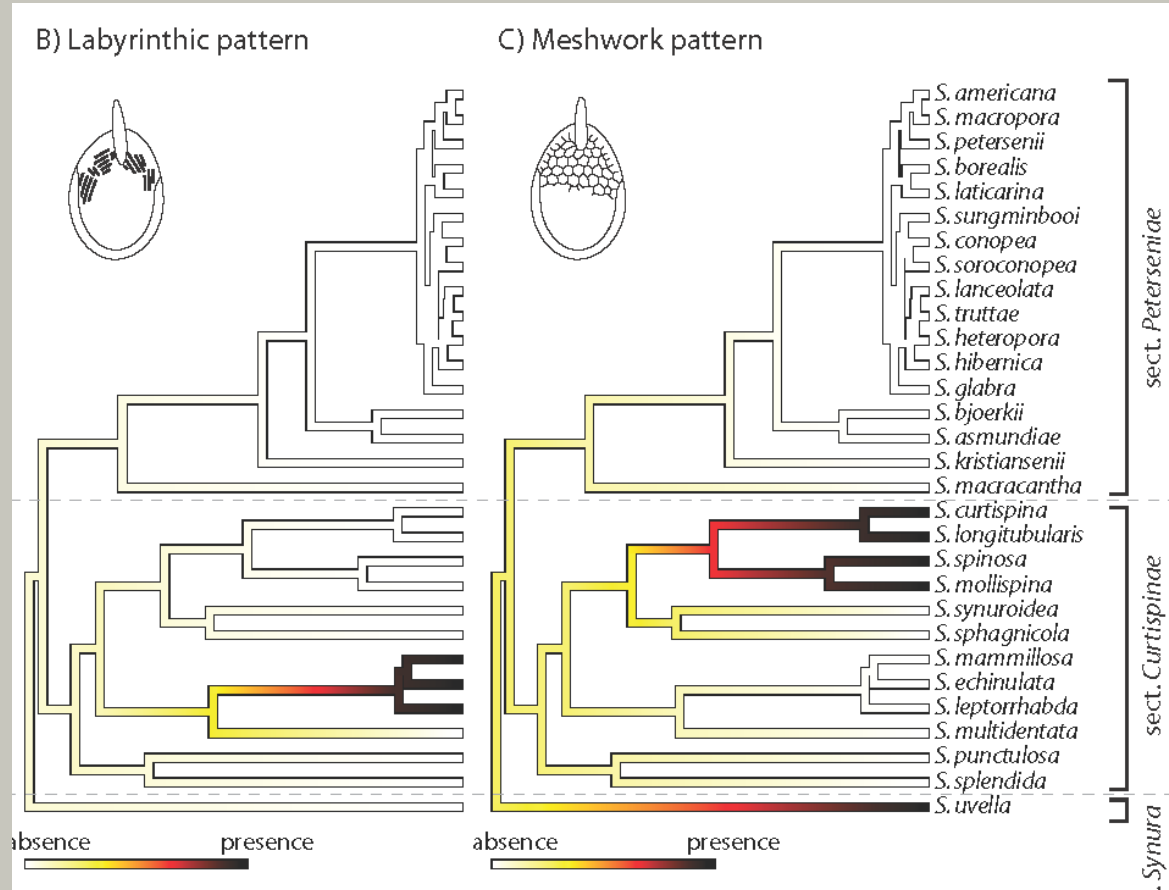 B) Labyrinthic pattern
C) Meshwork pattern
S. americana
S. macropora
S. petersenii
S. borealis
S. laticarina
S. sungminbooi
S. conopea
S. soroconopea
S. lanceolata
S. truttae
S. heteropora
S. hibernica
S. glabra
S. bjoerkii
S. asmundiae
S. kristiansenii
S. macracantha
sect. Peterseniae
S. curtispina
S. longitubularis
S. spinosa
S. mollispina
S. synuroidea
S. sphagnicola
S. mammillosa
S. echinulata
S. leptorrhabda
S. multidentata
S. punctulosa
S. splendida
sect. Curtispinae
S. uvella
. Synura
absence presence
absence presence